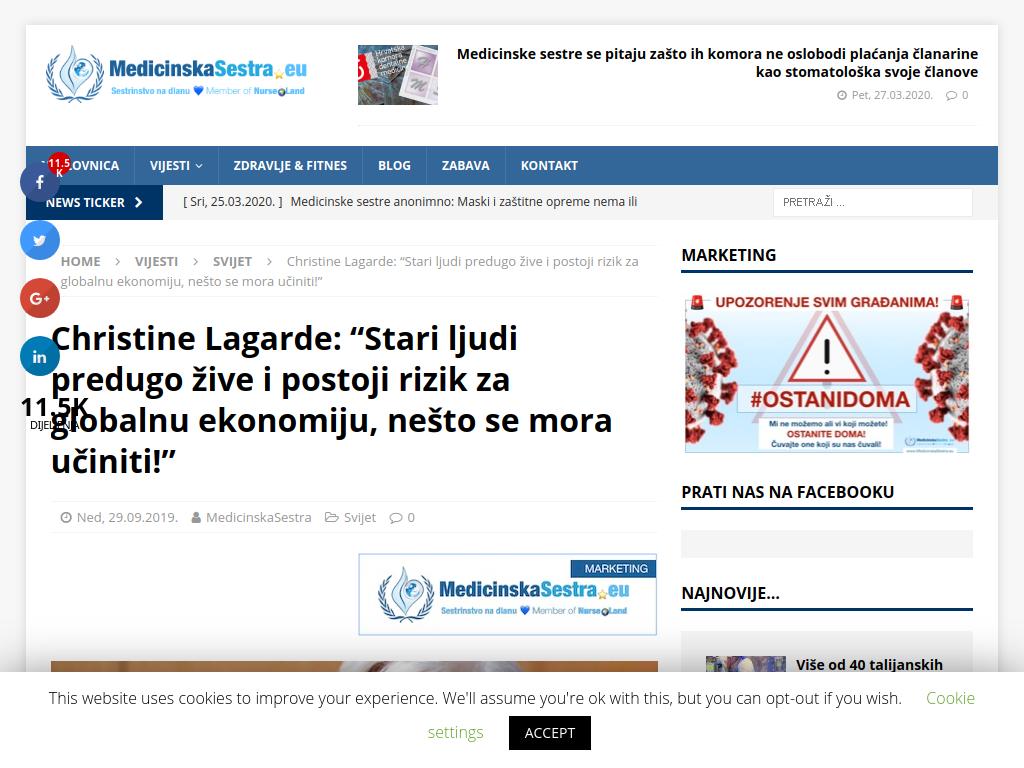 MedicinskaSestra.eu
Sestrinstvo na dlanu 💙 Member of Nurse Land
Medicinske sestre se pitaju zašto ih komora ne oslobodi plaćanja članarine
kao stomatološka svoje članove
Pet, 27.03.2020. 0
VIJESTI
ZDRAVLJE & FITNES
BLOG
ZABAVA
KONTAKT
11.5
K
NEWS TICKER
[ Sri, 25.03.2020. ] Medicinske sestre anonimno: Maski i zaštitne opreme nema ili
PRETRAŽI ...
HOME > VIJESTI > SVIJET > Christine Lagarde: “Stari ljudi predugo žive i postoji rizik za
globalnu ekonomiju, nešto se mora učiniti!”
Christine Lagarde: “Stari ljudi
predugo žive i postoji rizik za
globalnu ekonomiju, nešto se mora
učiniti!”
11.5K
DIJELJENJA
Ned, 29.09.2019. MedicinskaSestra Svijet 0
MARKETING
MedicinskaSestra.eu
Sestrinstvo na dlanu 💙 Member of Nurse Land
MARKETING
UPOZORENJE SVIM GRAĐANIMA!
#OSTANIDOMA
Mi ne možemo ali vi koji možete!
OSTANITE DOMA!
Čuvajte one koji su nas čuvali!
PRATI NAS NA FACEBOOKU
NAJNOVIJE...
Više od 40 talijanskih
This website uses cookies to improve your experience. We'll assume you're ok with this, but you can opt-out if you wish. Cookie
settings ACCEPT